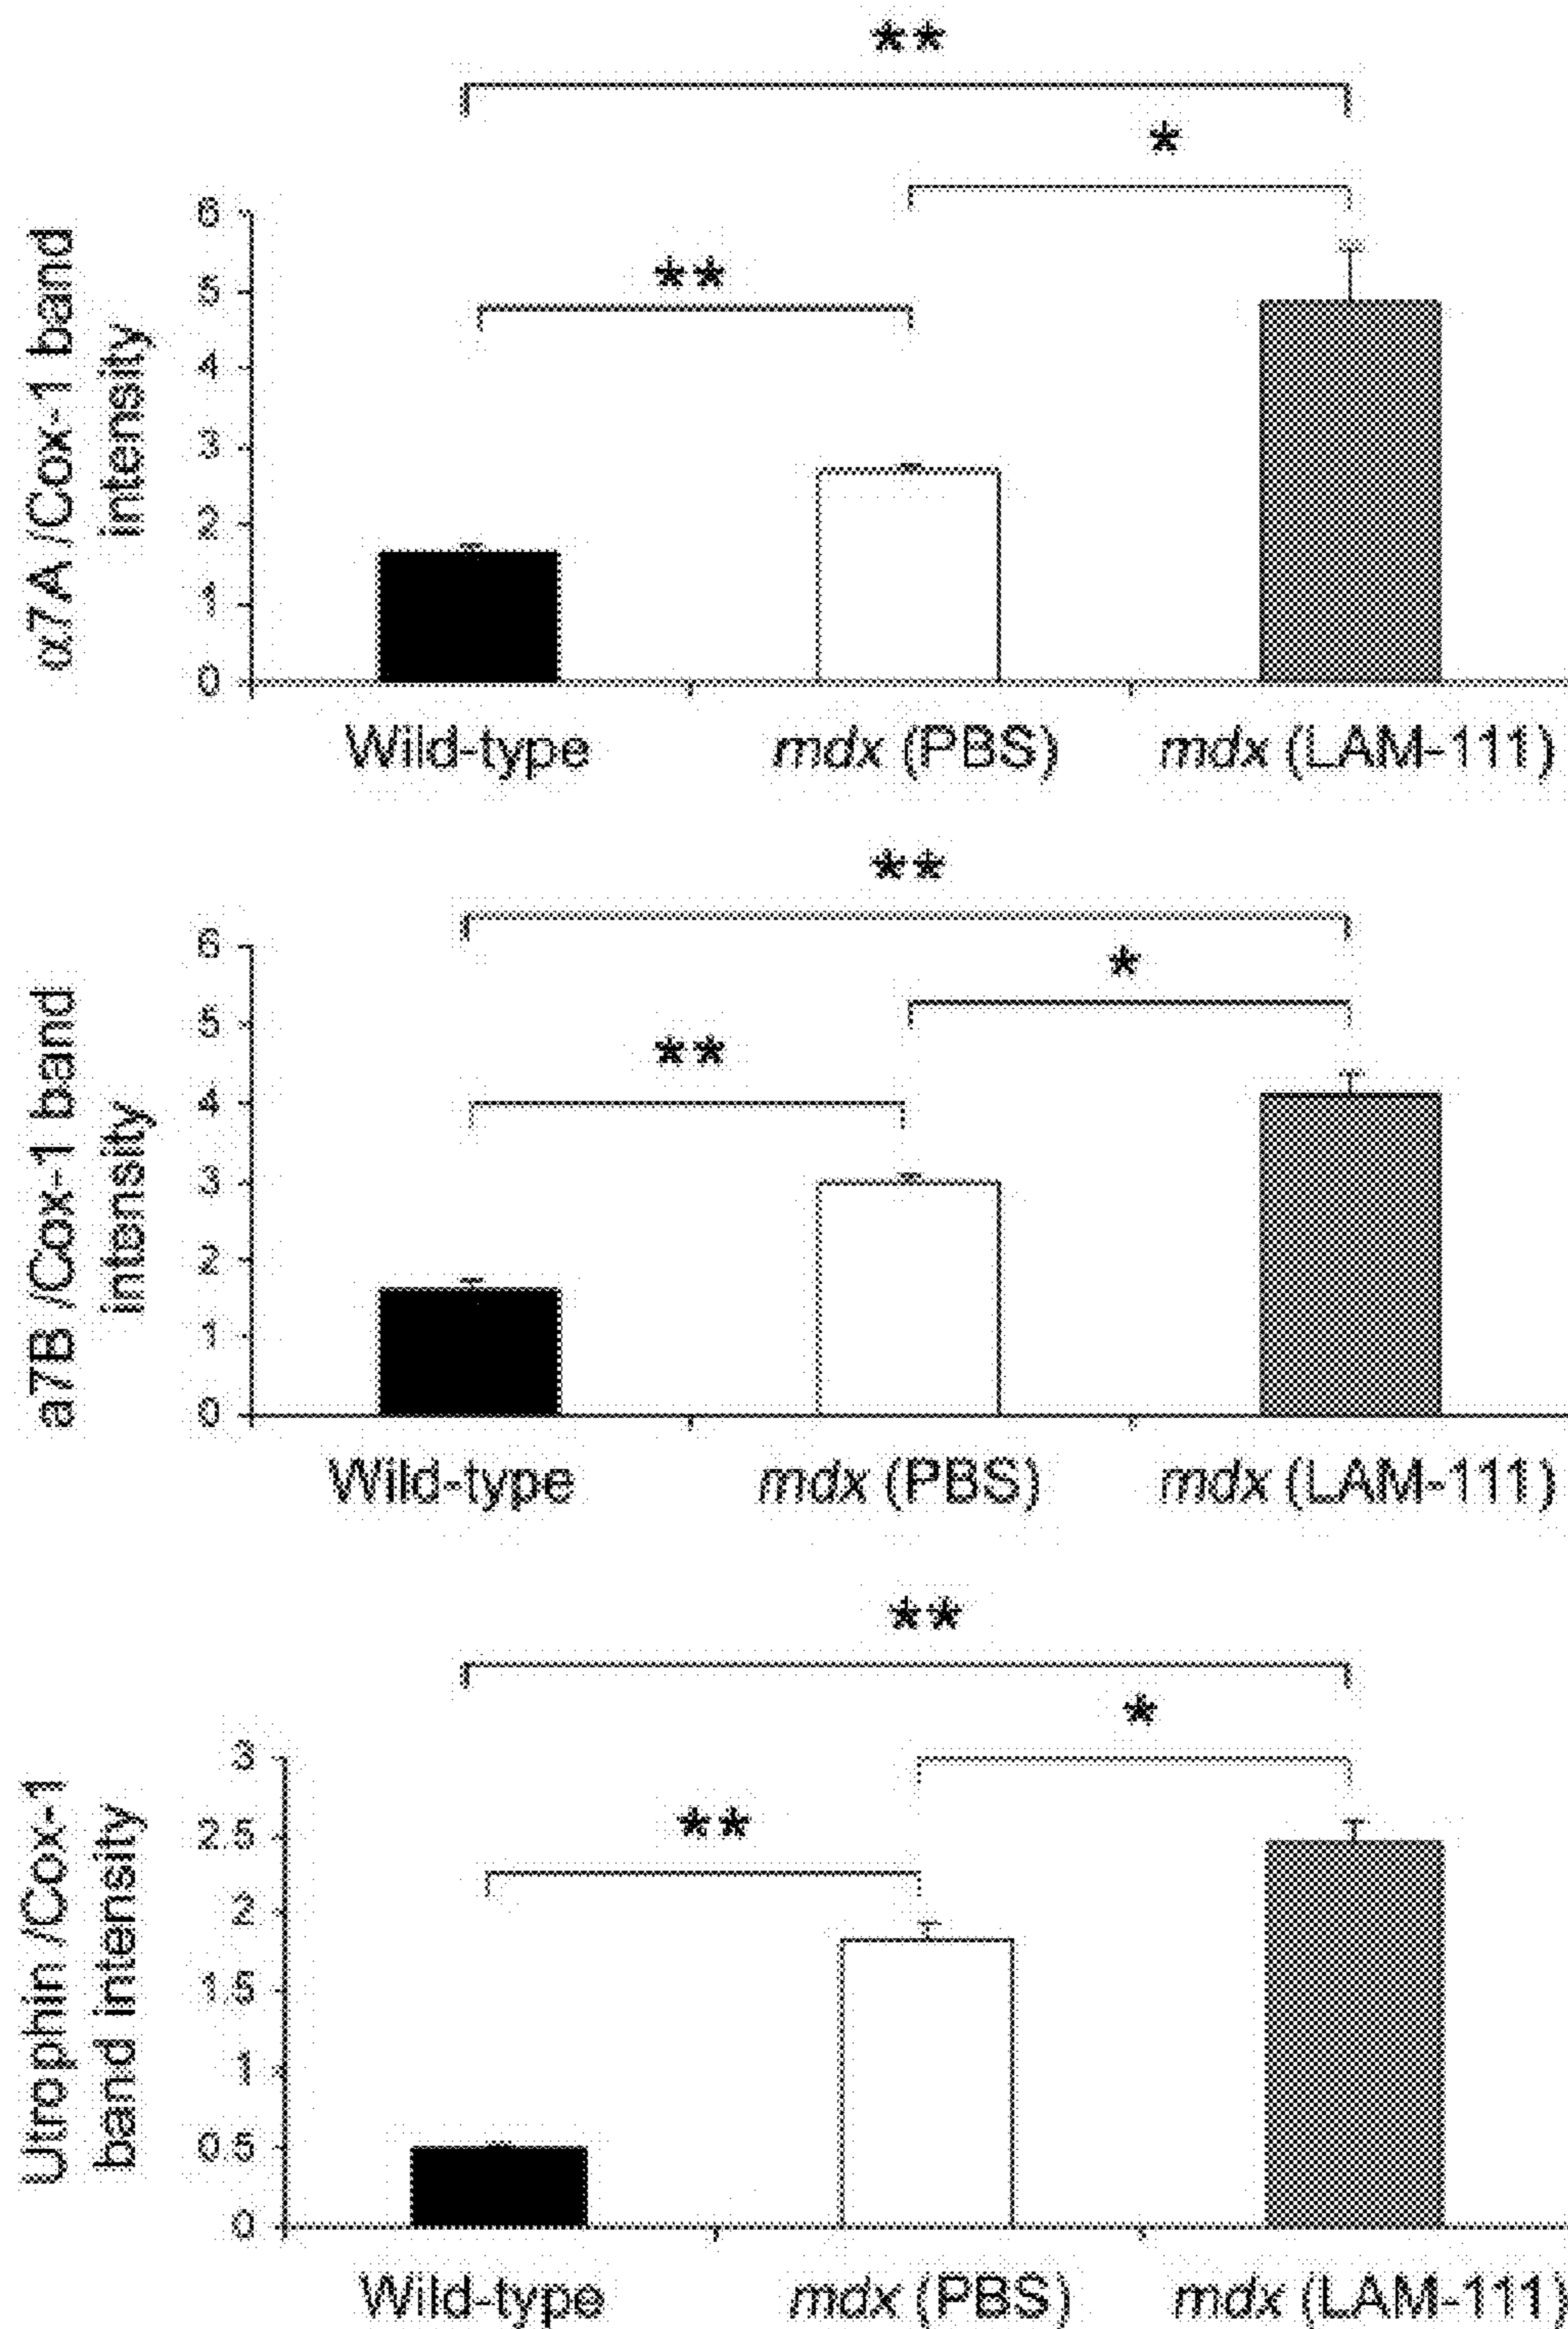 **
*
**
α7A /Cox-1 band
intensity
6
5
4
3
2
1
0
Wild-type
mdx (PBS)
mdx (LAM-111)
**
*
**
a7B /Cox-1 band
intensity
6
5
4
3
2
1
0
Wild-type
mdx (PBS)
mdx (LAM-111)
**
*
**
Utrophin /Cox-1
band intensity
3
2.5
2
1.5
1
0.5
0
Wild-type
mdx (PBS)
mdx (LAM-111)